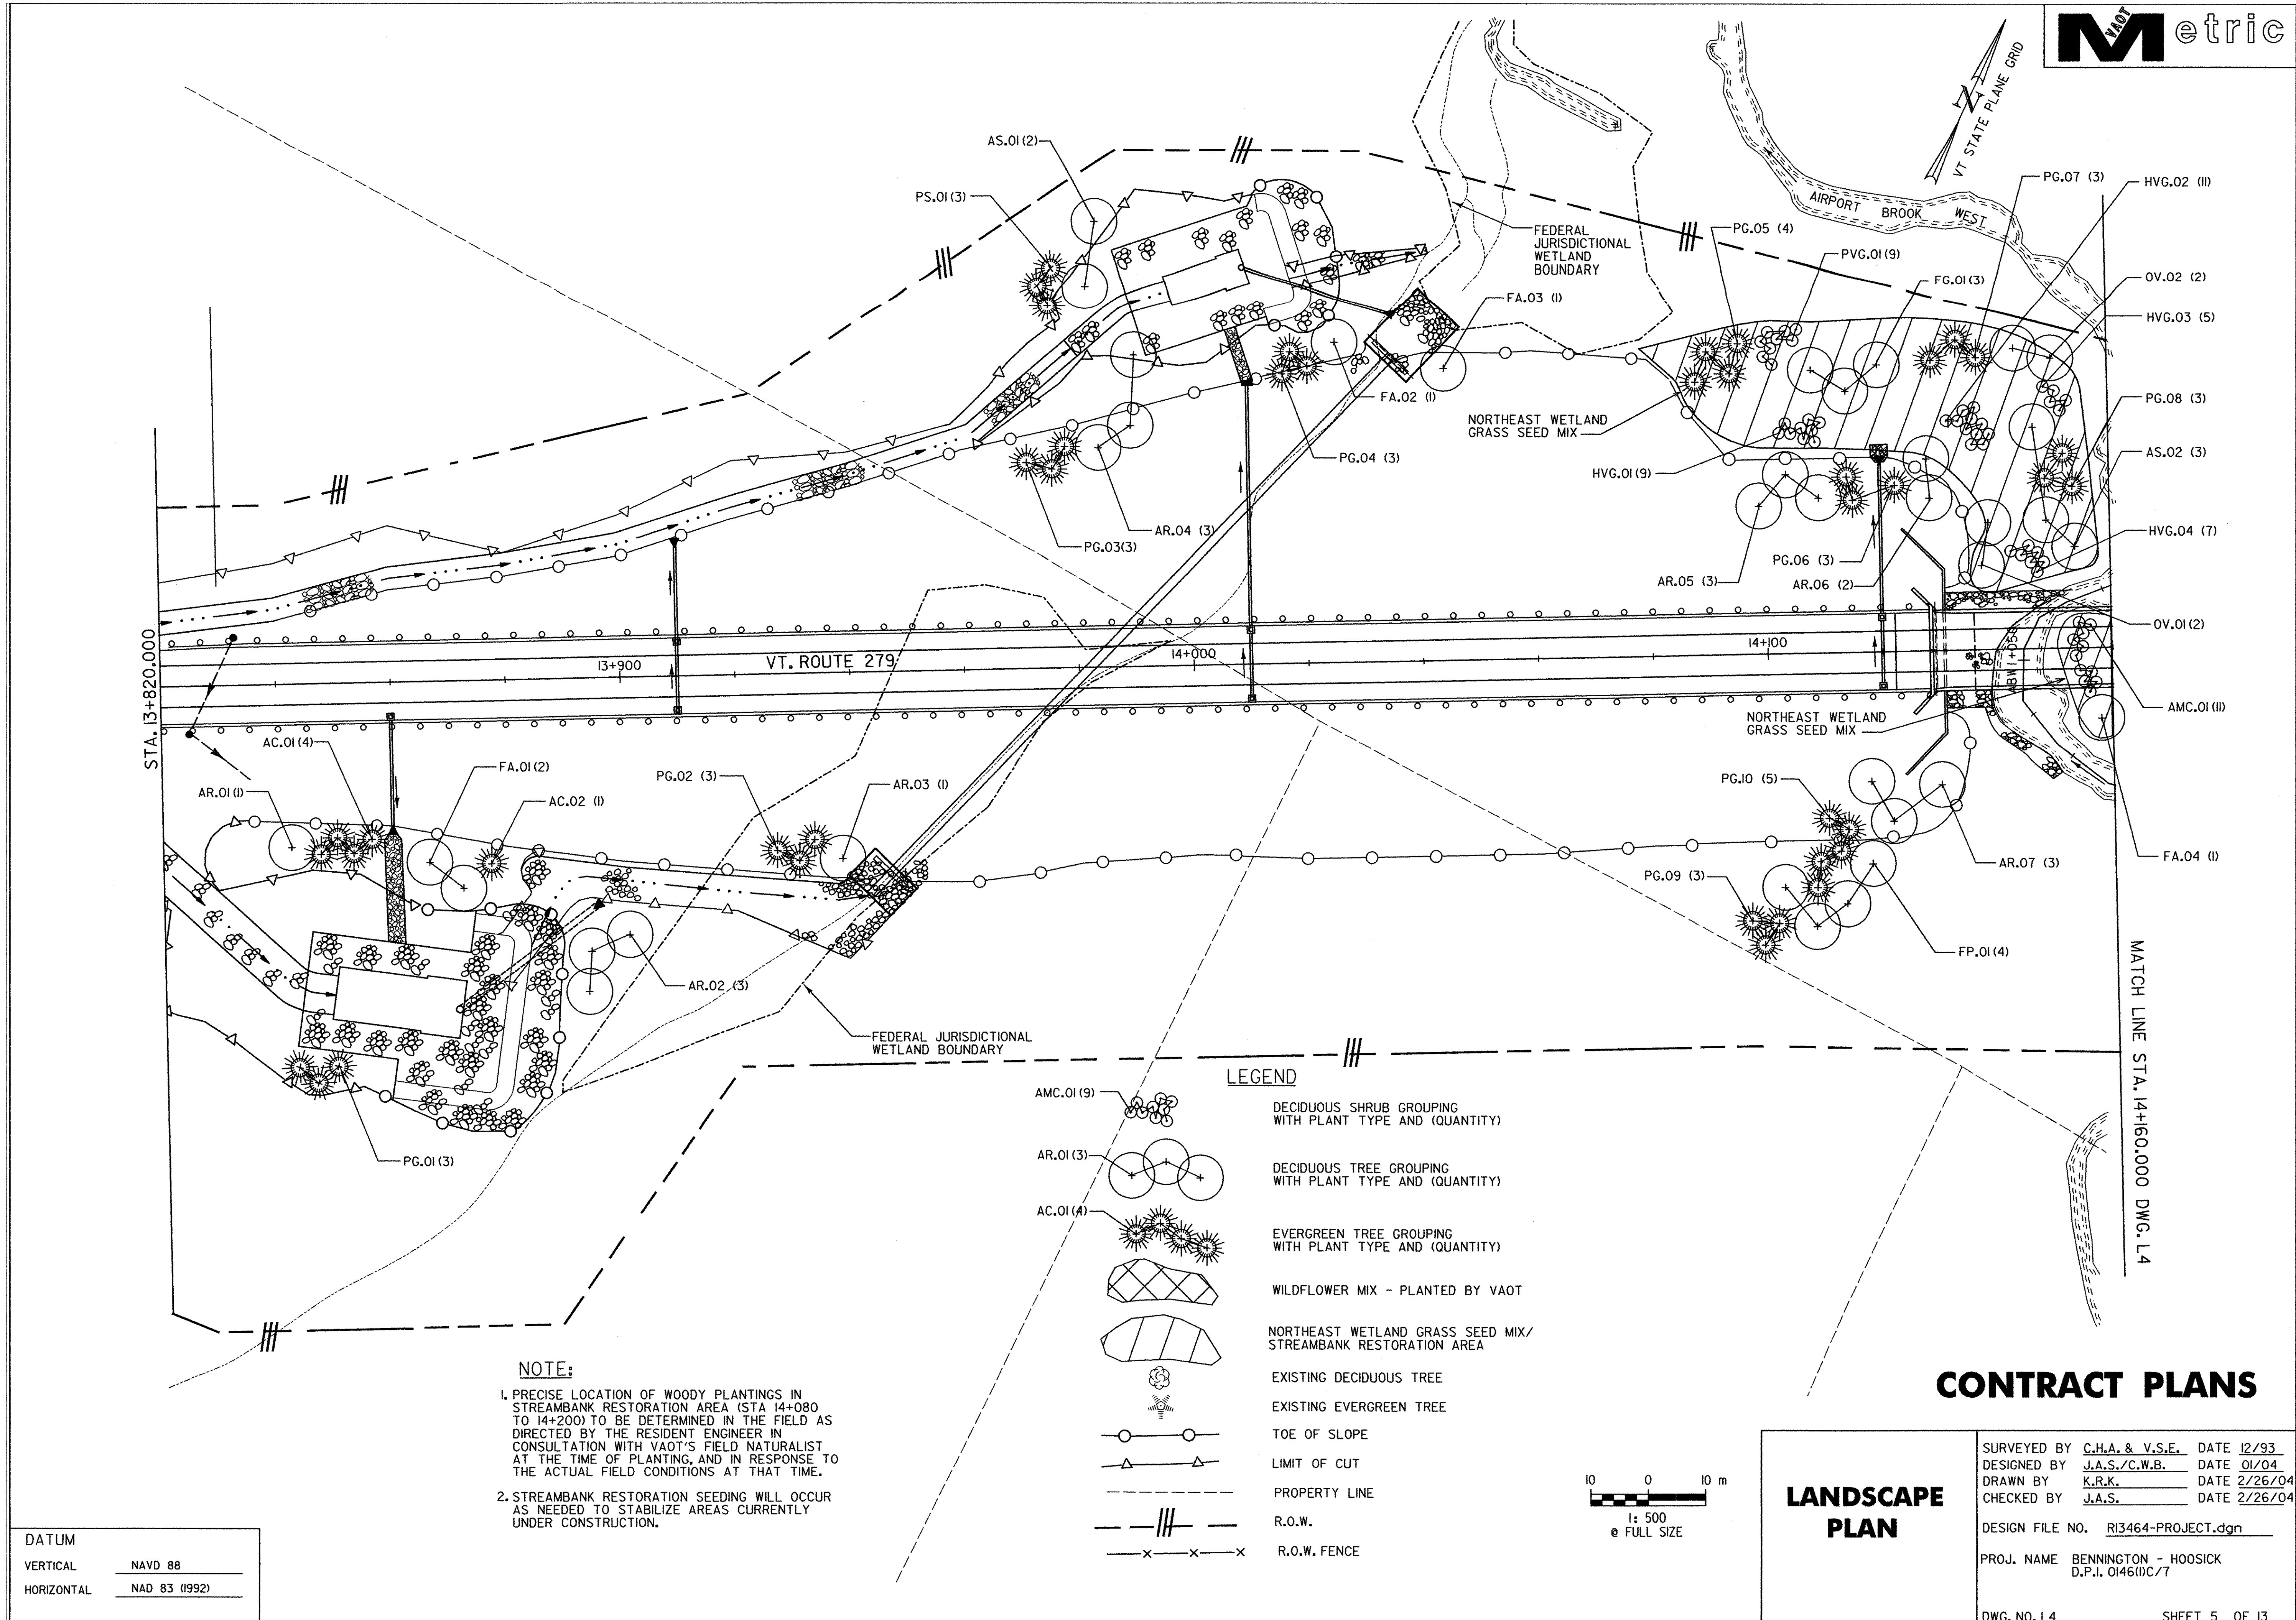 VAOT
Metric
VT STATE PLANE GRID
N
AS.01(2)
PS.01(3)
AIRPORT BROOK WEST
PG.07 (3)
HVG.02 (11)
FEDERAL
JURISDICTIONAL
WETLAND
BOUNDARY
PG.05 (4)
PVG.01(9)
FG.01(3)
OV.02 (2)
HVG.03 (5)
FA.03 (1)
FA.02 (1)
NORTHEAST WETLAND
GRASS SEED MIX
PG.08 (3)
AS.02 (3)
PG.04 (3)
HVG.01(9)
AR.04 (3)
PG.03(3)
HVG.04 (7)
PG.06 (3)
AR.05 (3)
AR.06 (2)
OV.01(2)
STA. 13+820.000
13+900
VT. ROUTE 279
14+000
14+100
ABW1+050
AMC.01(11)
NORTHEAST WETLAND
GRASS SEED MIX
AC.01(4)
FA.01(2)
AR.01(1)
AC.02 (1)
PG.02 (3)
AR.03 (1)
PG.10 (5)
AR.07 (3)
FA.04 (1)
PG.09 (3)
FP.01(4)
AR.02 (3)
FEDERAL JURISDICTIONAL
WETLAND BOUNDARY
PG.01(3)
MATCH LINE STA. 14+160.000 DWG. L4
LEGEND
AMC.01(9)
DECIDUOUS SHRUB GROUPING
WITH PLANT TYPE AND (QUANTITY)
AR.01(3)
DECIDUOUS TREE GROUPING
WITH PLANT TYPE AND (QUANTITY)
AC.01(4)
EVERGREEN TREE GROUPING
WITH PLANT TYPE AND (QUANTITY)
WILDFLOWER MIX - PLANTED BY VAOT
NORTHEAST WETLAND GRASS SEED MIX/
STREAMBANK RESTORATION AREA
EXISTING DECIDUOUS TREE
EXISTING EVERGREEN TREE
TOE OF SLOPE
LIMIT OF CUT
PROPERTY LINE
R.O.W.
R.O.W. FENCE
NOTE:
1. PRECISE LOCATION OF WOODY PLANTINGS IN
STREAMBANK RESTORATION AREA (STA 14+080
TO 14+200) TO BE DETERMINED IN THE FIELD AS
DIRECTED BY THE RESIDENT ENGINEER IN
CONSULTATION WITH VAOT'S FIELD NATURALIST
AT THE TIME OF PLANTING, AND IN RESPONSE TO
THE ACTUAL FIELD CONDITIONS AT THAT TIME.
2. STREAMBANK RESTORATION SEEDING WILL OCCUR
AS NEEDED TO STABILIZE AREAS CURRENTLY
UNDER CONSTRUCTION.
10 0 10 m
1: 500
@ FULL SIZE
CONTRACT PLANS
LANDSCAPE
PLAN
SURVEYED BY C.H.A. & V.S.E. DATE 12/93
DESIGNED BY J.A.S./C.W.B. DATE 01/04
DRAWN BY K.R.K. DATE 2/26/04
CHECKED BY J.A.S. DATE 2/26/04
DESIGN FILE NO. R13464-PROJECT.dgn
PROJ. NAME BENNINGTON - HOOSICK
D.P.I. 0146(1)C/7
DWG. NO. L4 SHEET 5 OF 13
DATUM
VERTICAL NAVD 88
HORIZONTAL NAD 83 (1992)